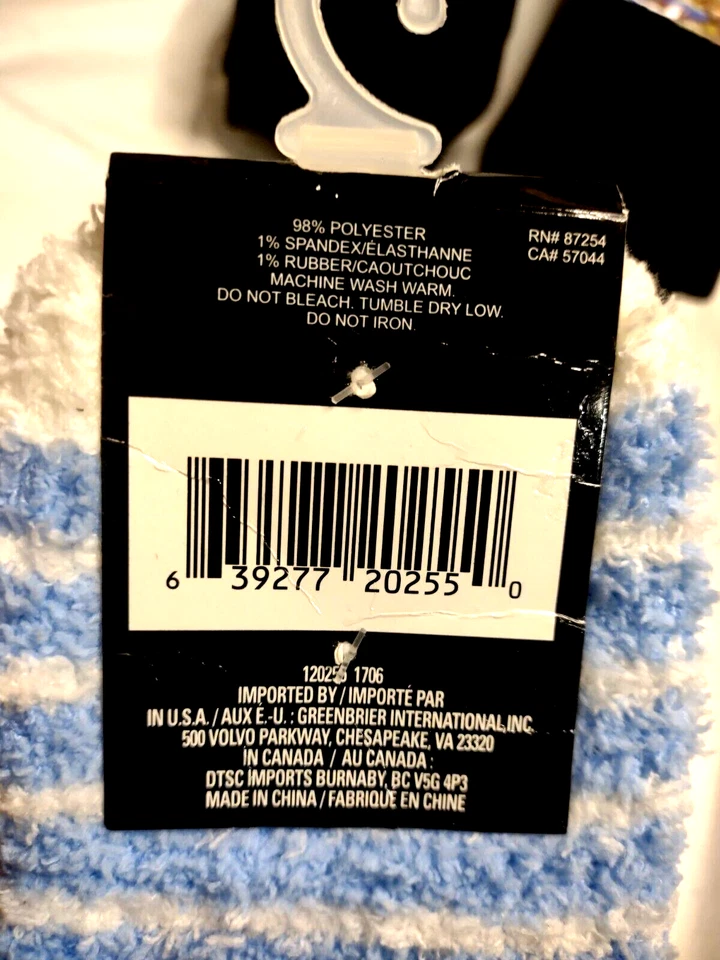 98% POLYESTER
1% SPANDEX/ÉLASTHANNE
1% RUBBER/CAOUTCHOUC
MACHINE WASH WARM.
DO NOT BLEACH. TUMBLE DRY LOW.
DO NOT IRON.
RN# 87254
CA# 57044
6 39277 20255 0
120255 1706
IMPORTED BY / IMPORTÉ PAR
IN U.S.A. / AUX É.-U. : GREENBRIER INTERNATIONAL,INC.
500 VOLVO PARKWAY, CHESAPEAKE, VA 23320
IN CANADA / AU CANADA :
DTSC IMPORTS BURNABY, BC V5G 4P3
MADE IN CHINA / FABRIQUÉ EN CHINE